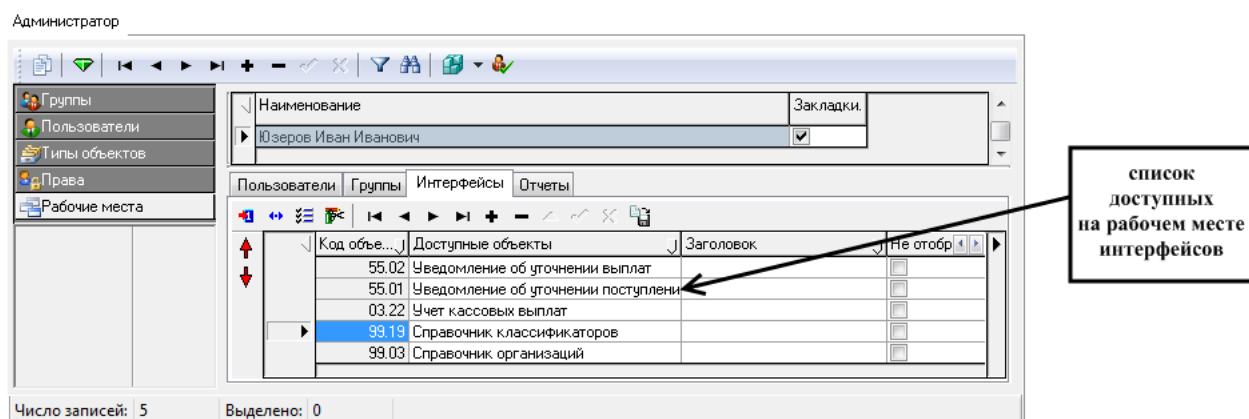 Администратор
Группы
Пользователи
Типы объектов
Права
Рабочие места
Наименование Закладки.
Юзеров Иван Иванович
Пользователи Группы Интерфейсы Отчеты
Код объе... Доступные объекты Заголовок Не отобр
55.02 Уведомление об уточнении выплат
55.01 Уведомление об уточнении поступлени
03.22 Учет кассовых выплат
99.19 Справочник классификаторов
99.03 Справочник организаций
список
доступных
на рабочем месте
интерфейсов
Число записей: 5 Выделено: 0